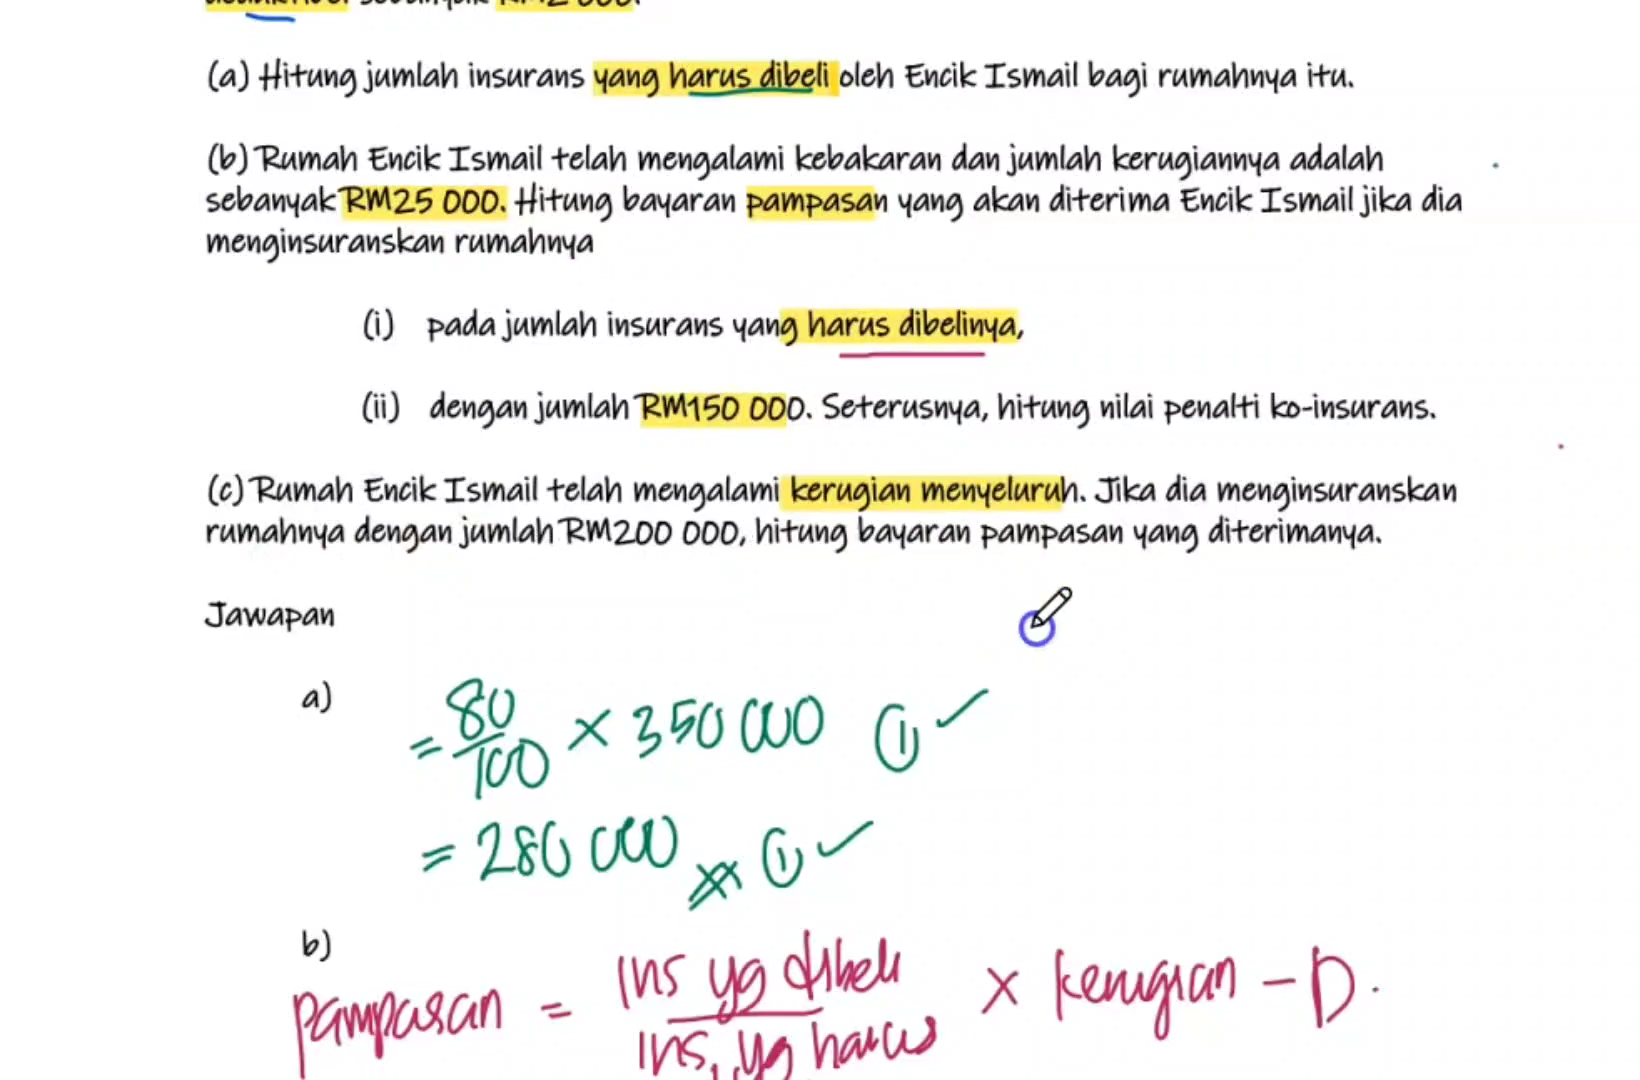 deduktibel sebanyak RM2 000.
(a) Hitung jumlah insurans yang harus dibeli oleh Encik Ismail bagi rumahnya itu.
(b) Rumah Encik Ismail telah mengalami kebakaran dan jumlah kerugiannya adalah
sebanyak RM25 000. Hitung bayaran pampasan yang akan diterima Encik Ismail jika dia
menginsuranskan rumahnya
(i) pada jumlah insurans yang harus dibelinya,
(ii) dengan jumlah RM150 000. Seterusnya, hitung nilai penalti ko-insurans.
(c) Rumah Encik Ismail telah mengalami kerugian menyeluruh. Jika dia menginsuranskan
rumahnya dengan jumlah RM200 000, hitung bayaran pampasan yang diterimanya.
Jawapan
a)
= 80/100 × 350 000 ① ✓
= 280 000 ① ✓
b)
pampasan = Ins yg dibeli / Ins. yg harus × kerugian - D.